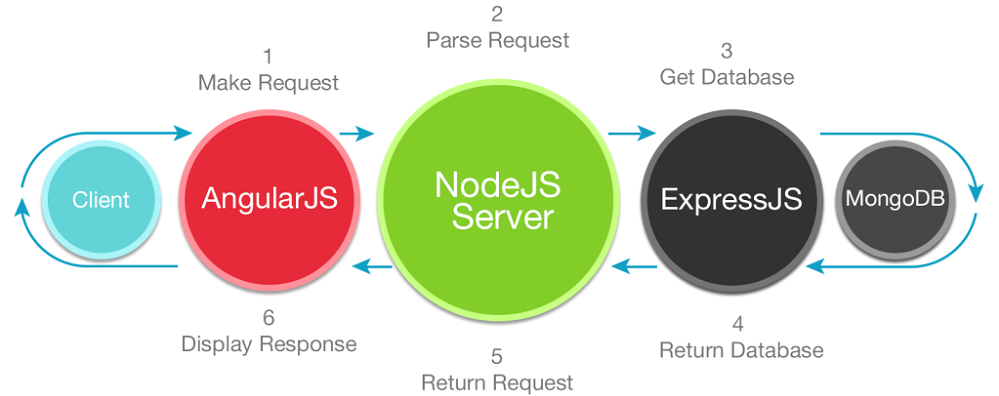 1
Make Request
2
Parse Request
3
Get Database
Client
AngularJS
NodeJS
Server
ExpressJS
MongoDB
4
Return Database
5
Return Request
6
Display Response